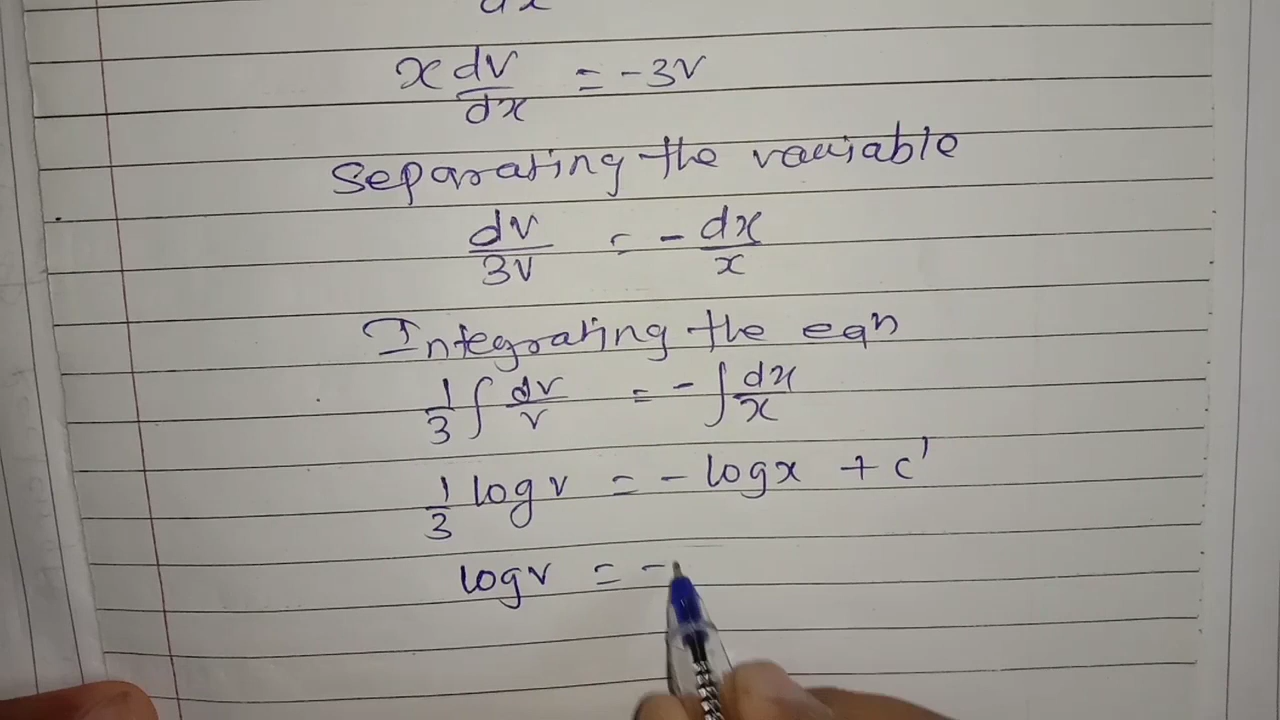 dx
x dv/dx = -3v
Separating the variable
dv/3v = - dx/x
Integrating the eqn
1/3 ∫ dv/v = - ∫ dx/x
1/3 log v = - log x + c'
log v = -